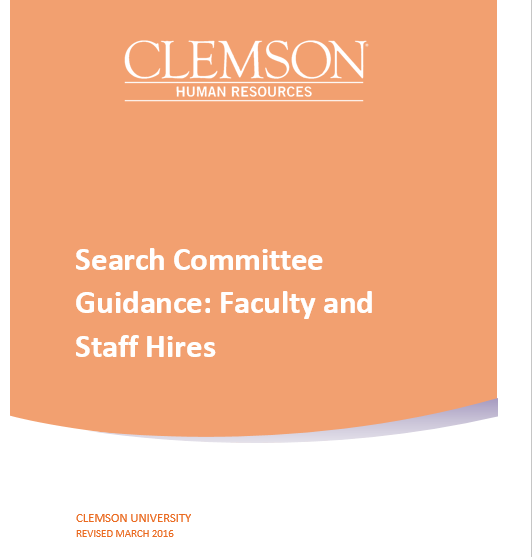 CLEMSON
HUMAN RESOURCES
Search Committee
Guidance: Faculty and
Staff Hires
CLEMSON UNIVERSITY
REVISED MARCH 2016